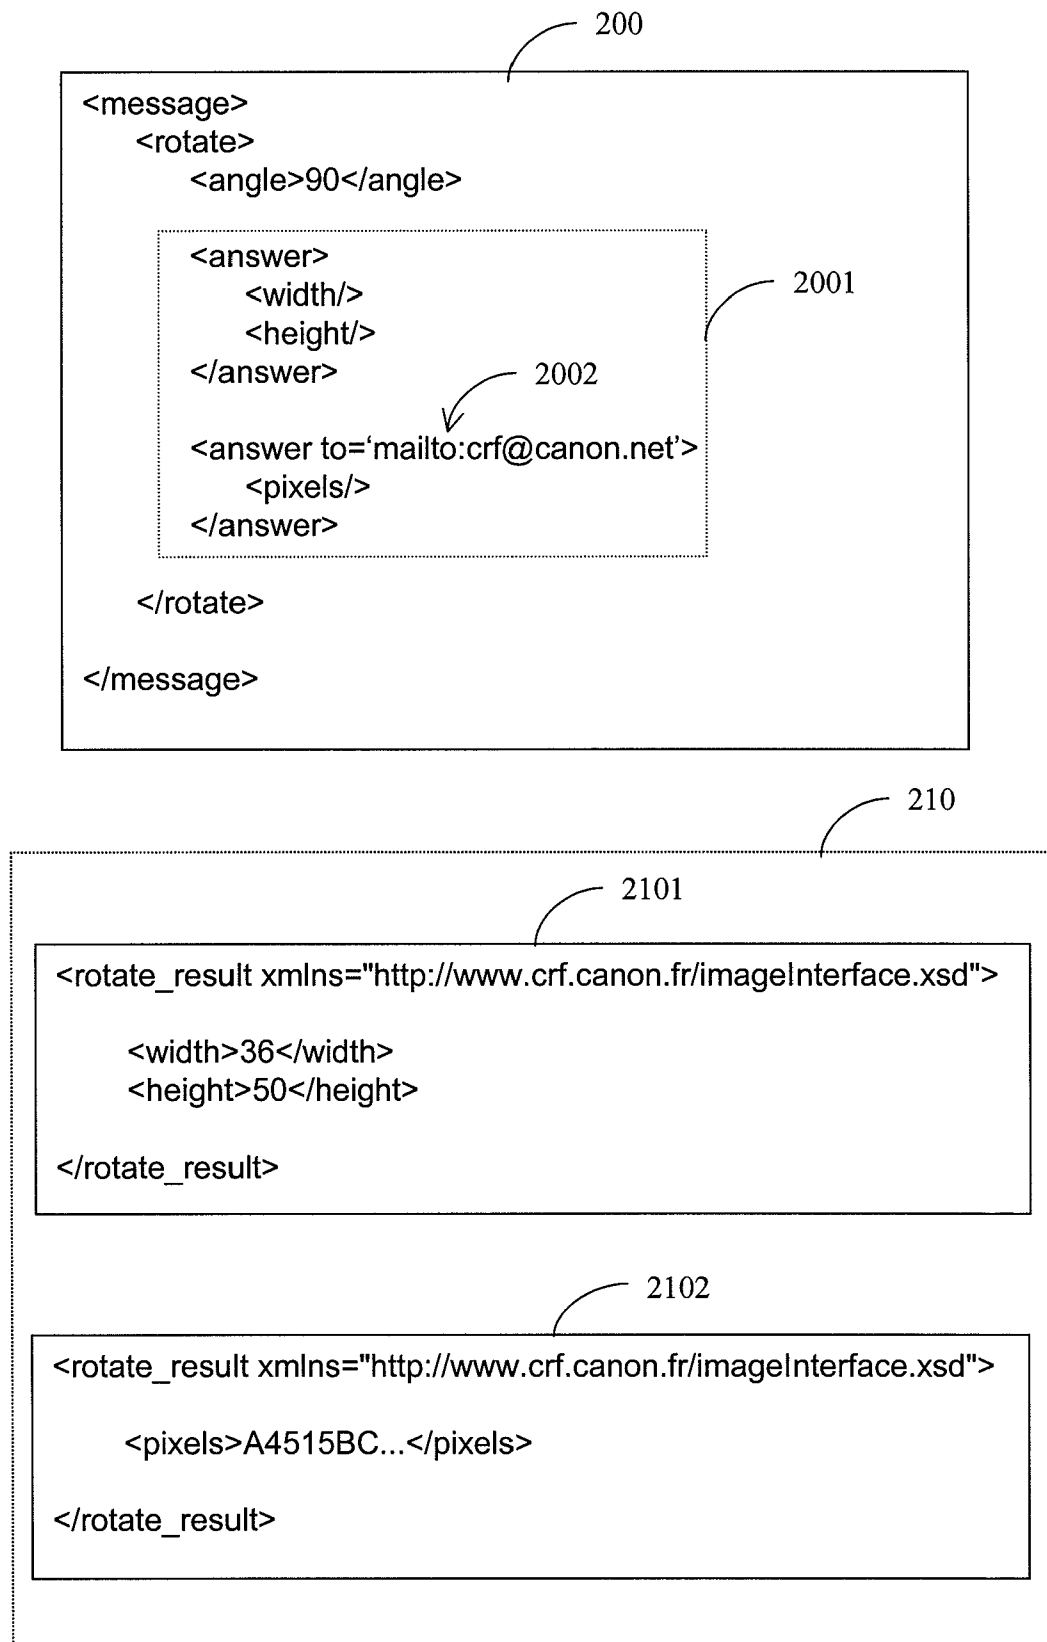 200
<message>
<rotate>
<angle>90</angle>
<answer>
<width/>
2001
<height/>
</answer>
2002
<answer to=‘mailto:crf@canon.net’>
<pixels/>
</answer>
</rotate>
</message>
210
2101
<rotate_result xmlns="http://www.crf.canon.fr/imageInterface.xsd">
<width>36</width>
<height>50</height>
</rotate_result>
2102
<rotate_result xmlns="http://www.crf.canon.fr/imageInterface.xsd">
<pixels>A4515BC...</pixels>
</rotate_result>